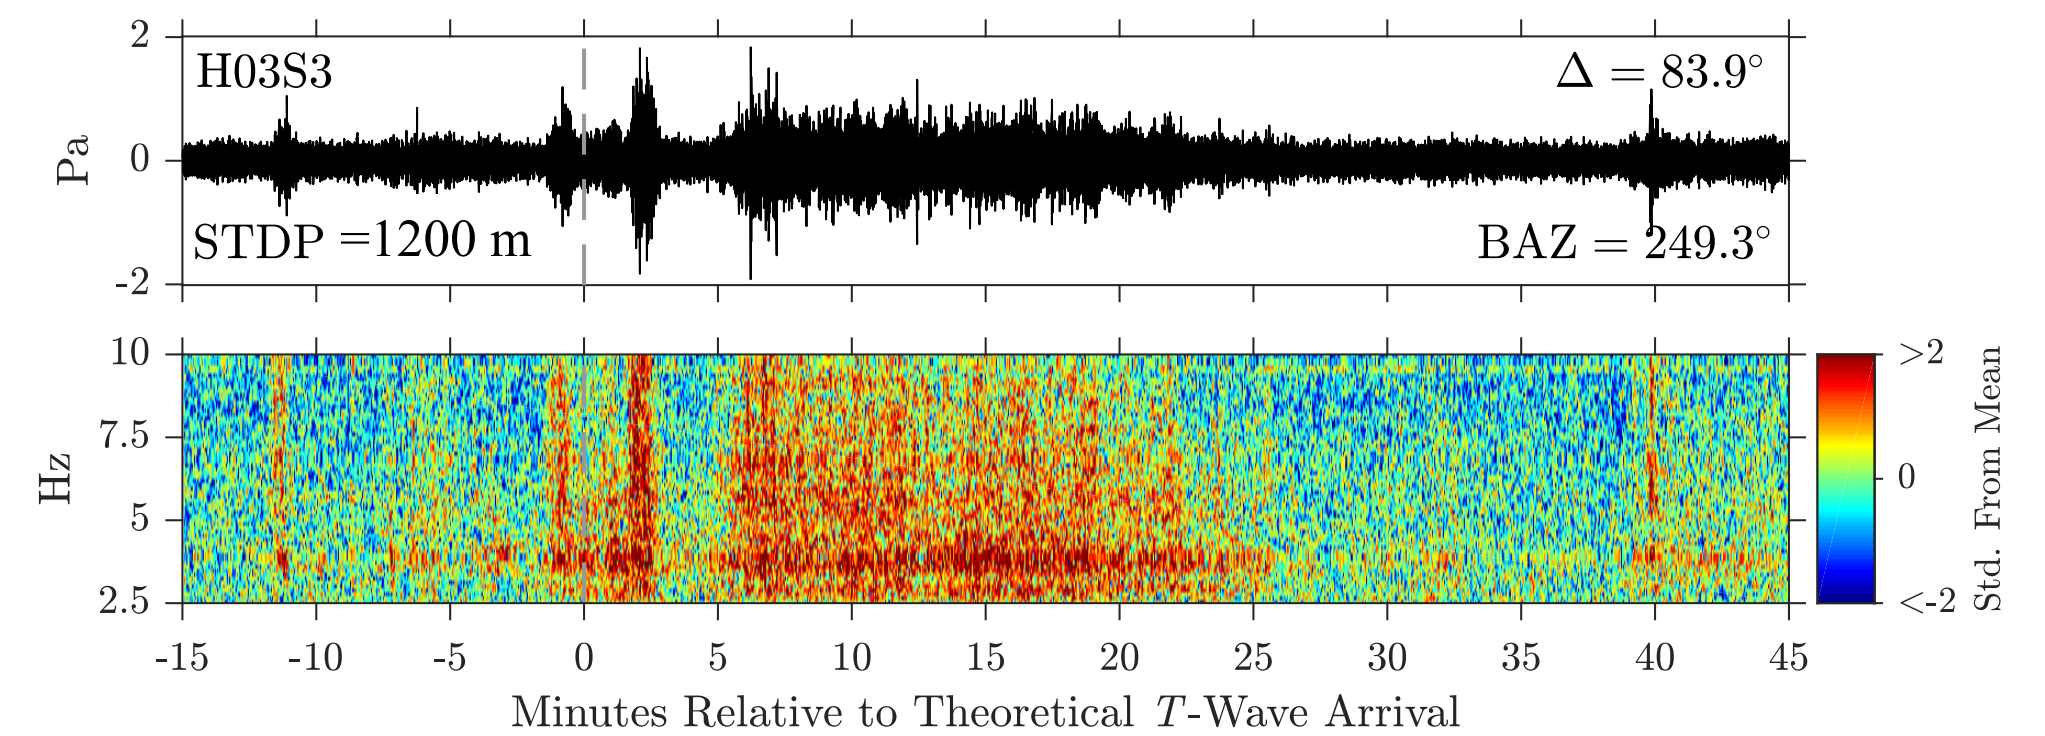 2
H03S3
Δ = 83.9°
Pa
0
STDP =1200 m
BAZ = 249.3°
-2
10
>2
7.5
Hz
0
Std. From Mean
5
2.5
<-2
-15 -10 -5 0 5 10 15 20 25 30 35 40 45
Minutes Relative to Theoretical T-Wave Arrival